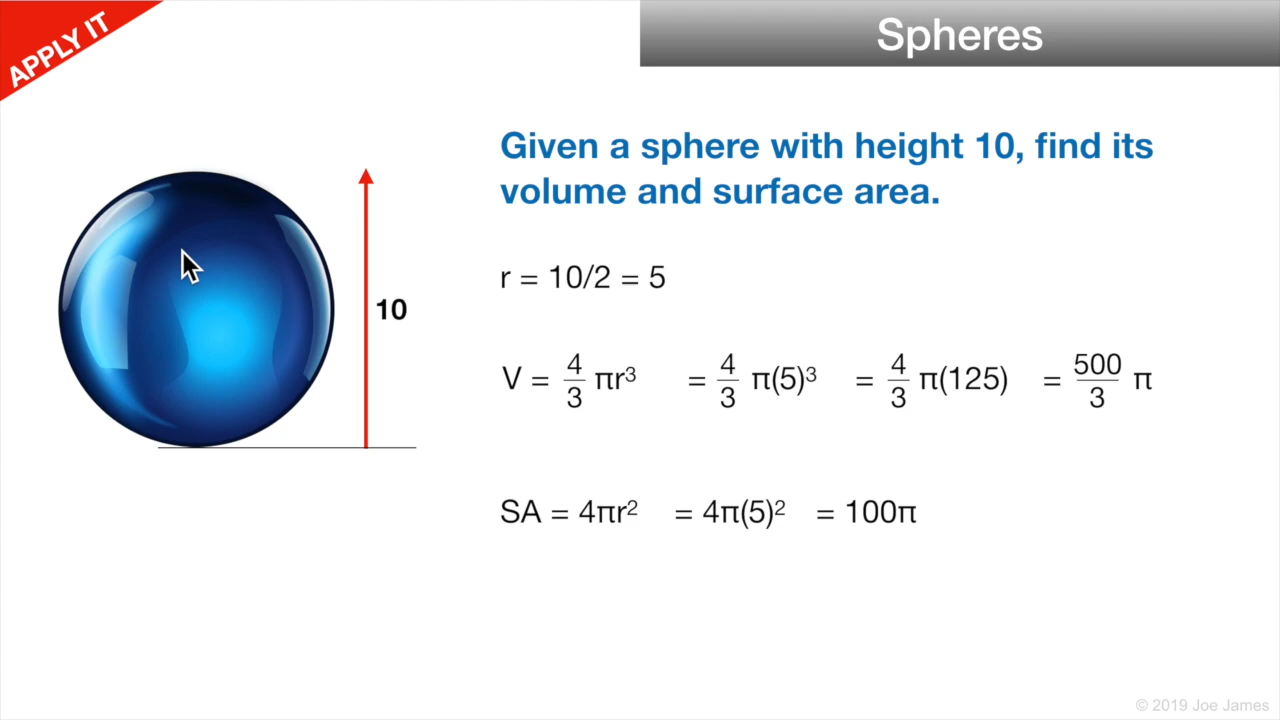 APPLY IT
Spheres
Given a sphere with height 10, find its
volume and surface area.
r = 10/2 = 5
10
V = 4/3 πr³ = 4/3 π(5)³ = 4/3 π(125) = 500/3 π
SA = 4πr² = 4π(5)² = 100π
© 2019 Joe James